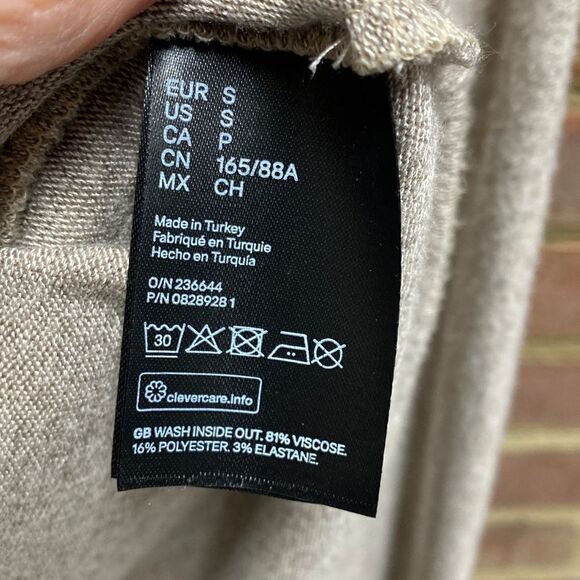 EUR S
US S
CA P
CN 165/88A
MX CH
Made in Turkey
Fabriqué en Turquie
Hecho en Turquía
O/N 236644
P/N 0828928 1
30
clevercare.info
GB WASH INSIDE OUT. 81% VISCOSE.
16% POLYESTER. 3% ELASTANE.